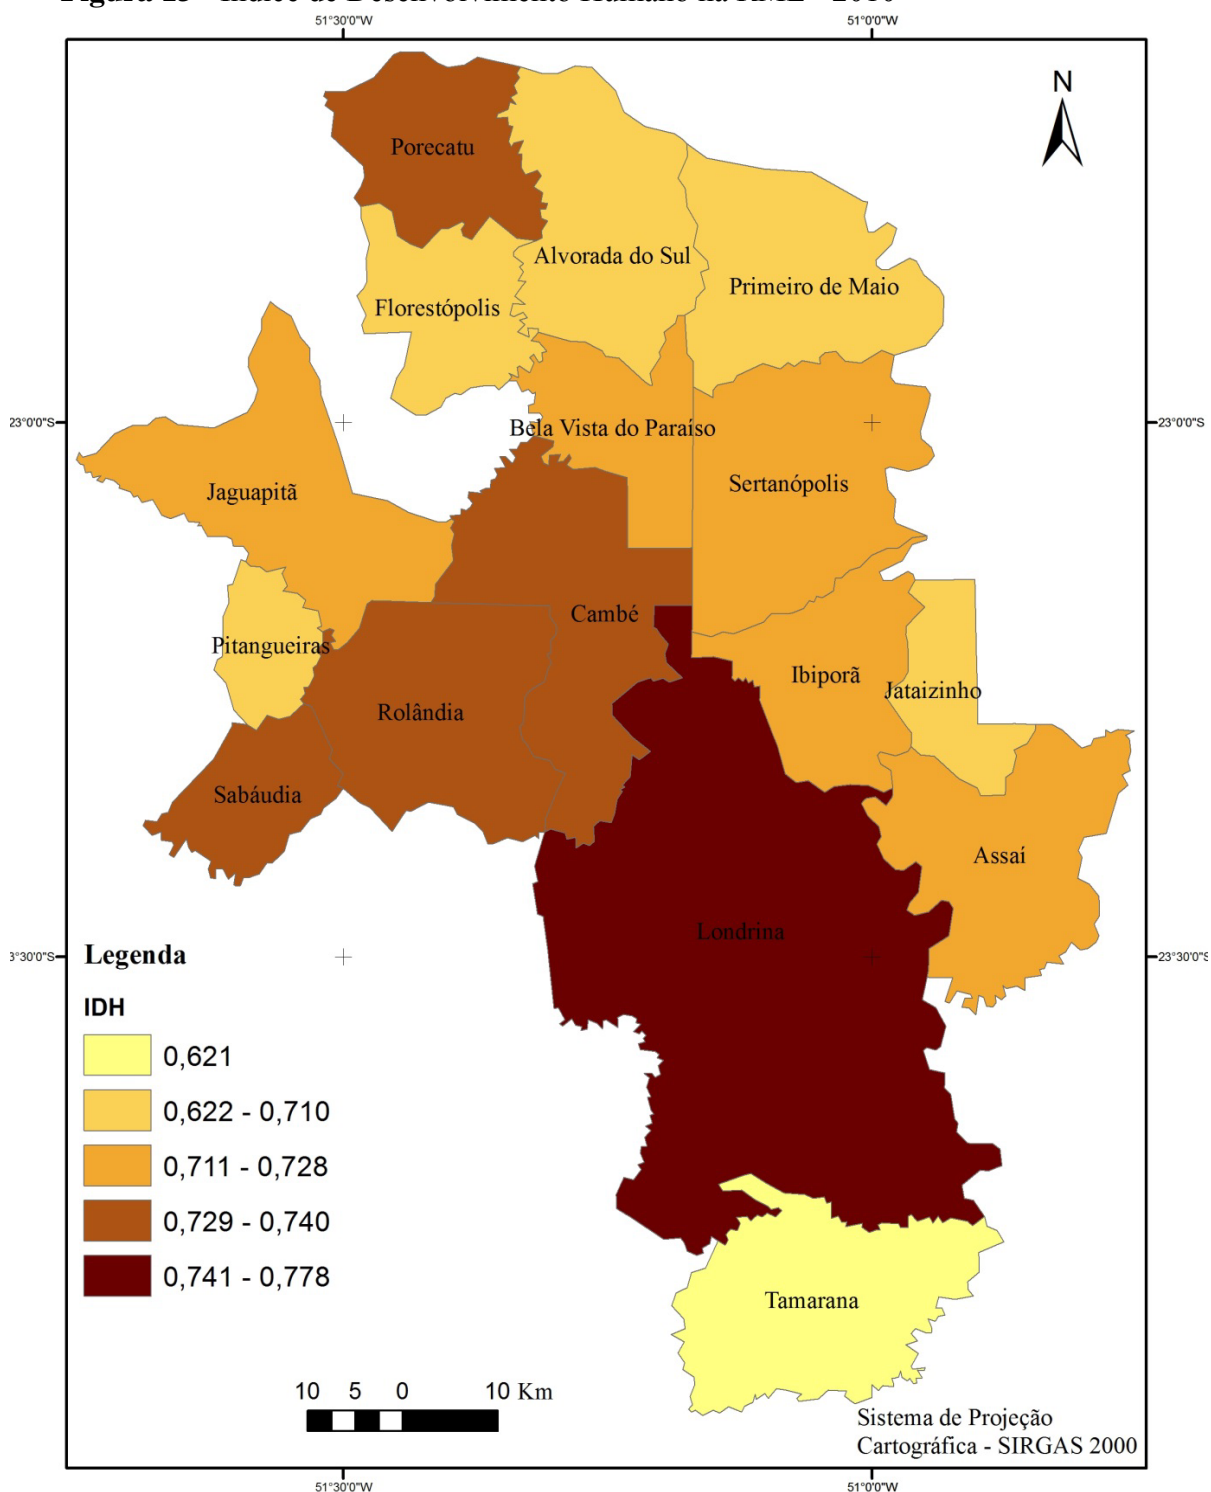 51°30'0"W 51°0'0"W
N
Porecatu
Alvorada do Sul
Primeiro de Maio
Florestópolis
23°0'0"S 23°0'0"S
Bela Vista do Paraíso
Sertanópolis
Jaguapitã
Cambé
Pitangueiras
Ibiporã
Jataizinho
Rolândia
Sabáudia
Assaí
Londrina
Legenda
3°30'0"S 23°30'0"S
IDH
0,621
0,622 - 0,710
0,711 - 0,728
0,729 - 0,740
0,741 - 0,778
Tamarana
10 5 0 10 Km
Sistema de Projeção
Cartográfica - SIRGAS 2000
51°30'0"W 51°0'0"W